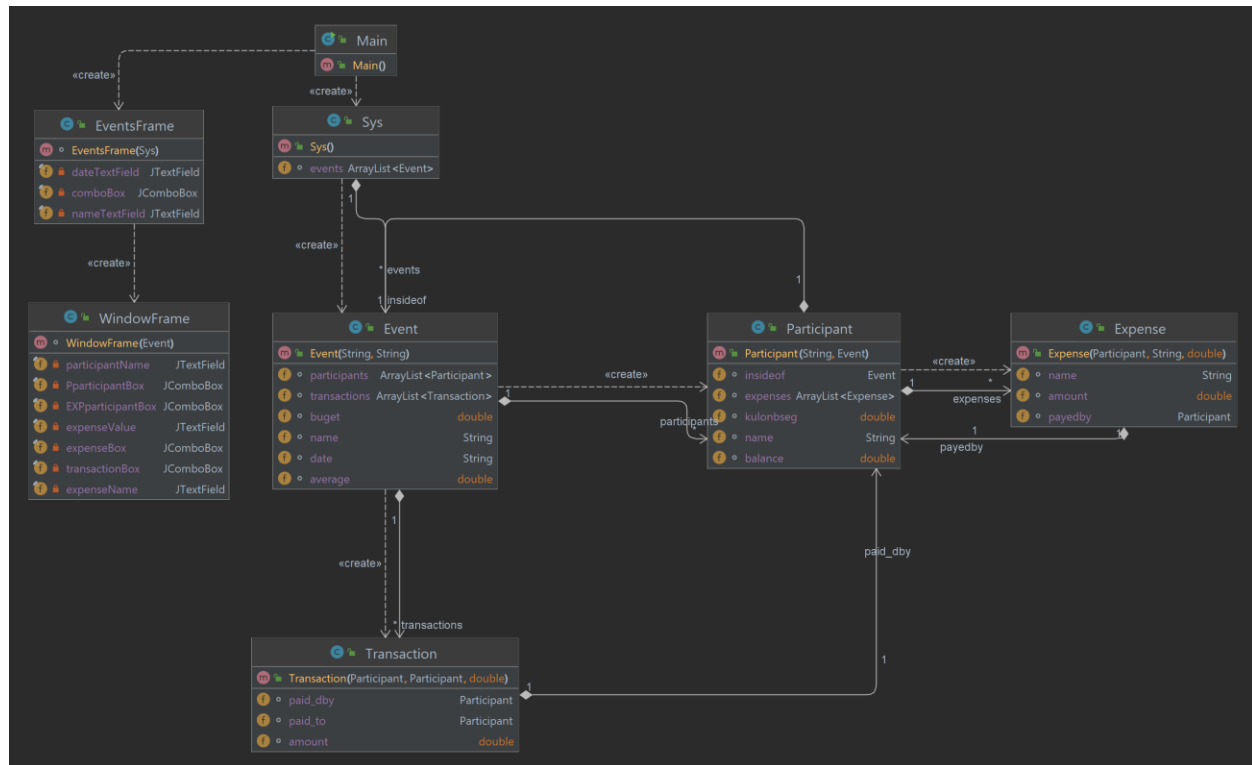 Main
Main()
«create»
«create»
EventsFrame
EventsFrame(Sys)
dateTextField JTextField
comboBox JComboBox
nameTextField JTextField
Sys
Sys()
events ArrayList<Event>
1
«create»
«create»
* events
1 insideof
1
WindowFrame
WindowFrame(Event)
participantName JTextField
PparticipantBox JComboBox
EXPparticipantBox JComboBox
expenseValue JTextField
expenseBox JComboBox
transactionBox JComboBox
expenseName JTextField
Event
Event(String, String)
participants ArrayList<Participant>
transactions ArrayList<Transaction>
buget double
name String
date String
average double
«create»
1
participants
*
Participant
Participant(String, Event)
insideof Event
expenses ArrayList<Expense>
kulonbseg double
name String
balance double
«create»
1
*
expenses
1
1
payedby
Expense
Expense(Participant, String, double)
name String
amount double
payedby Participant
1
«create»
* transactions
paid_dby
1
Transaction
Transaction(Participant, Participant, double)
paid_dby Participant
paid_to Participant
amount double
1